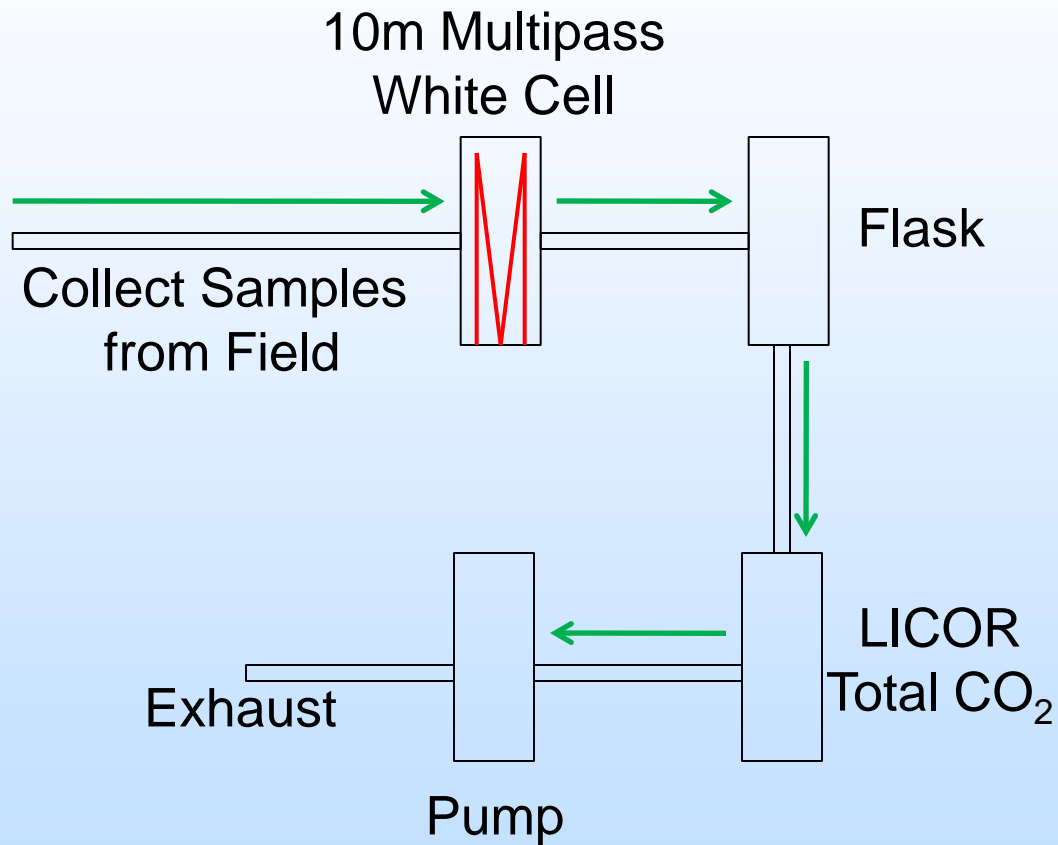 10m Multipass
White Cell
Flask
Collect Samples
from Field
LICOR
Total CO₂
Exhaust
Pump